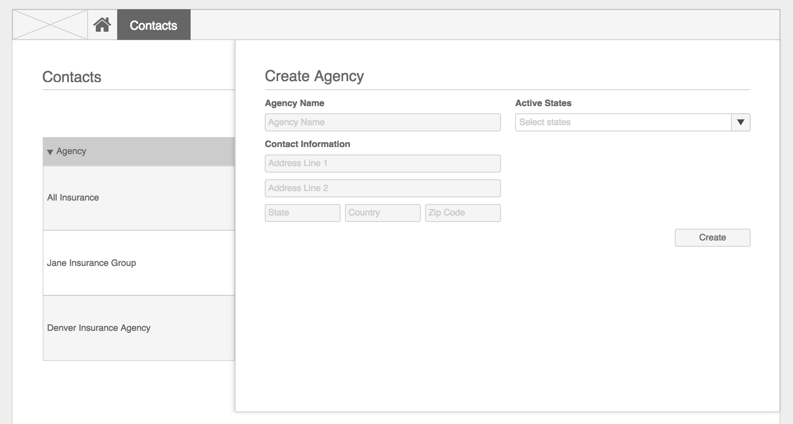 Contacts
Contacts
Agency
All Insurance
Jane Insurance Group
Denver Insurance Agency
Create Agency
Agency Name
Active States
Agency Name
Select states
Contact Information
Address Line 1
Address Line 2
State Country Zip Code
Create